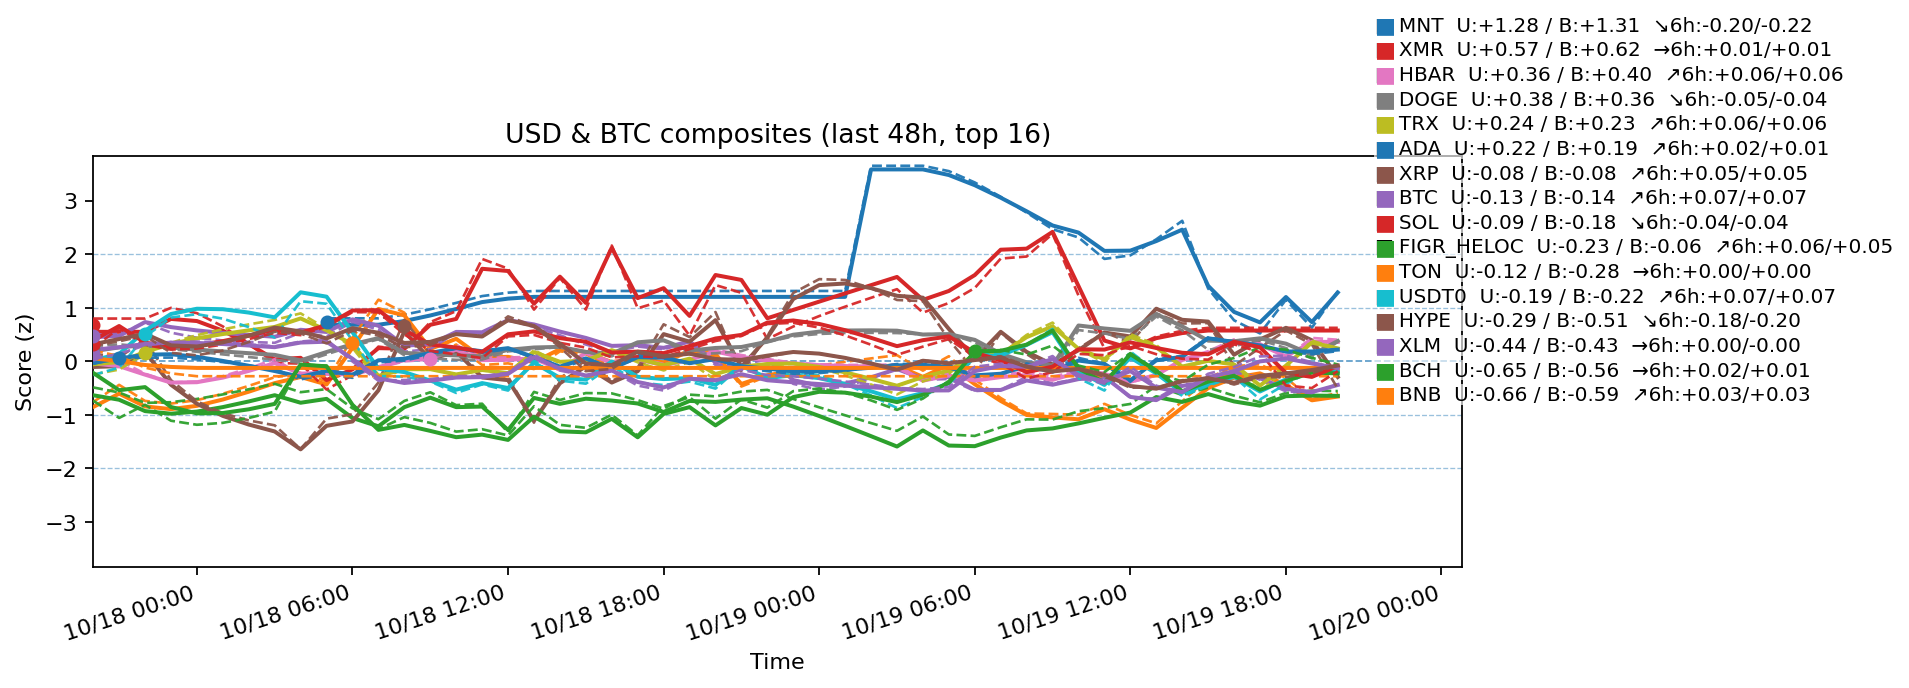 MNT  U:+1.28 / B:+1.31  ↘6h:-0.20/-0.22
XMR  U:+0.57 / B:+0.62  →6h:+0.01/+0.01
HBAR  U:+0.36 / B:+0.40  ↗6h:+0.06/+0.06
DOGE  U:+0.38 / B:+0.36  ↘6h:-0.05/-0.04
TRX  U:+0.24 / B:+0.23  ↗6h:+0.06/+0.06
ADA  U:+0.22 / B:+0.19  ↗6h:+0.02/+0.01
XRP  U:-0.08 / B:-0.08  ↗6h:+0.05/+0.05
BTC  U:-0.13 / B:-0.14  ↗6h:+0.07/+0.07
SOL  U:-0.09 / B:-0.18  ↘6h:-0.04/-0.04
FIGR_HELOC  U:-0.23 / B:-0.06  ↗6h:+0.06/+0.05
TON  U:-0.12 / B:-0.28  →6h:+0.00/+0.00
USDT0  U:-0.19 / B:-0.22  ↗6h:+0.07/+0.07
HYPE  U:-0.29 / B:-0.51  ↘6h:-0.18/-0.20
XLM  U:-0.44 / B:-0.43  →6h:+0.00/-0.00
BCH  U:-0.65 / B:-0.56  →6h:+0.02/+0.01
BNB  U:-0.66 / B:-0.59  ↗6h:+0.03/+0.03
USD & BTC composites (last 48h, top 16)
Score (z)
3
2
1
0
−1
−2
−3
10/18 00:00
10/18 06:00
10/18 12:00
10/18 18:00
10/19 00:00
10/19 06:00
10/19 12:00
10/19 18:00
10/20 00:00
Time